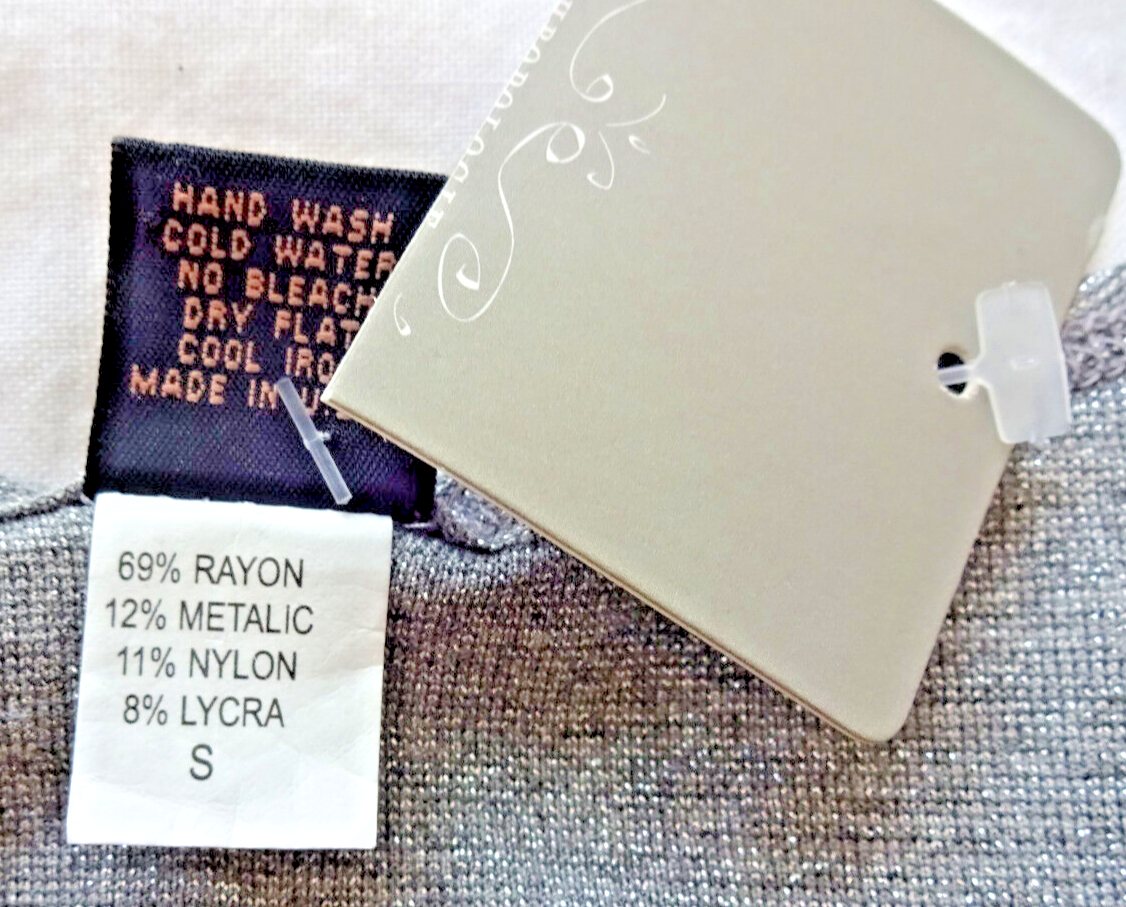 HAND WASH
COLD WATER
NO BLEACH
DRY FLAT
COOL IRO
MADE IN U.S
69% RAYON
12% METALIC
11% NYLON
8% LYCRA
S